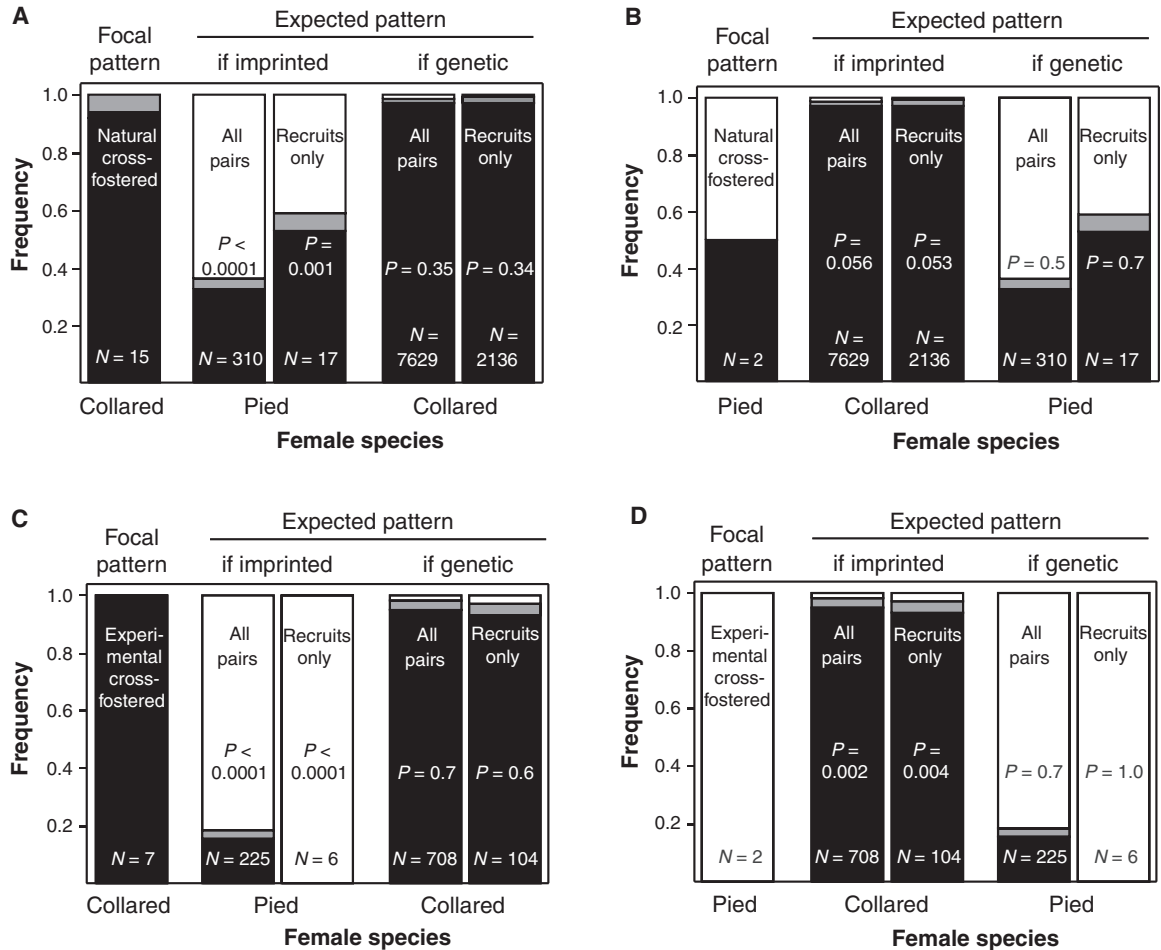 A
Expected pattern
Focal
pattern
if imprinted
if genetic
1.0
0.8
0.6
0.4
0.2
Frequency
Natural
cross-
fostered
All
pairs
Recruits
only
All
pairs
Recruits
only
P <
0.0001
P =
0.001
P = 0.35
P = 0.34
N = 15
N = 310
N = 17
N =
7629
N =
2136
Collared
Pied
Collared
Female species
B
Expected pattern
Focal
pattern
if imprinted
if genetic
1.0
0.8
0.6
0.4
0.2
Frequency
Natural
cross-
fostered
All
pairs
Recruits
only
All
pairs
Recruits
only
P =
0.056
P =
0.053
P = 0.5
P = 0.7
N = 2
N =
7629
N =
2136
N = 310
N = 17
Pied
Collared
Pied
Female species
C
Expected pattern
Focal
pattern
if imprinted
if genetic
1.0
0.8
0.6
0.4
0.2
Frequency
Experi-
mental
cross-
fostered
All
pairs
Recruits
only
All
pairs
Recruits
only
P <
0.0001
P <
0.0001
P = 0.7
P = 0.6
N = 7
N = 225
N = 6
N = 708
N = 104
Collared
Pied
Collared
Female species
D
Expected pattern
Focal
pattern
if imprinted
if genetic
1.0
0.8
0.6
0.4
0.2
Frequency
Experi-
mental
cross-
fostered
All
pairs
Recruits
only
All
pairs
Recruits
only
P =
0.002
P =
0.004
P = 0.7
P = 1.0
N = 2
N = 708
N = 104
N = 225
N = 6
Pied
Collared
Pied
Female species